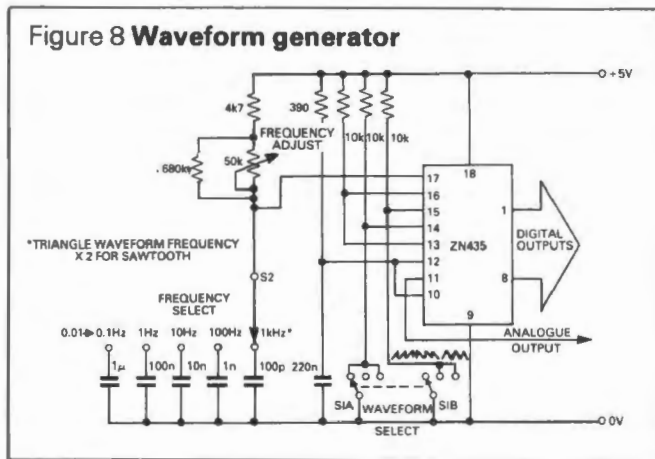 Figure 8 Waveform generator
+5V
4k7
390
10k 10k 10k
FREQUENCY
ADJUST
50k
.680k
17
18
16
15
1
14
13
ZN435
DIGITAL
OUTPUTS
12
11
8
10
9
*TRIANGLE WAVEFORM FREQUENCY
X 2 FOR SAWTOOTH
S2
FREQUENCY
SELECT
ANALOGUE
OUTPUT
0.01 0.1Hz 1Hz 10Hz 100Hz 1kHz*
1μ 100n 10n 1n 100p 220n
SIA WAVEFORM SIB
SELECT
0V